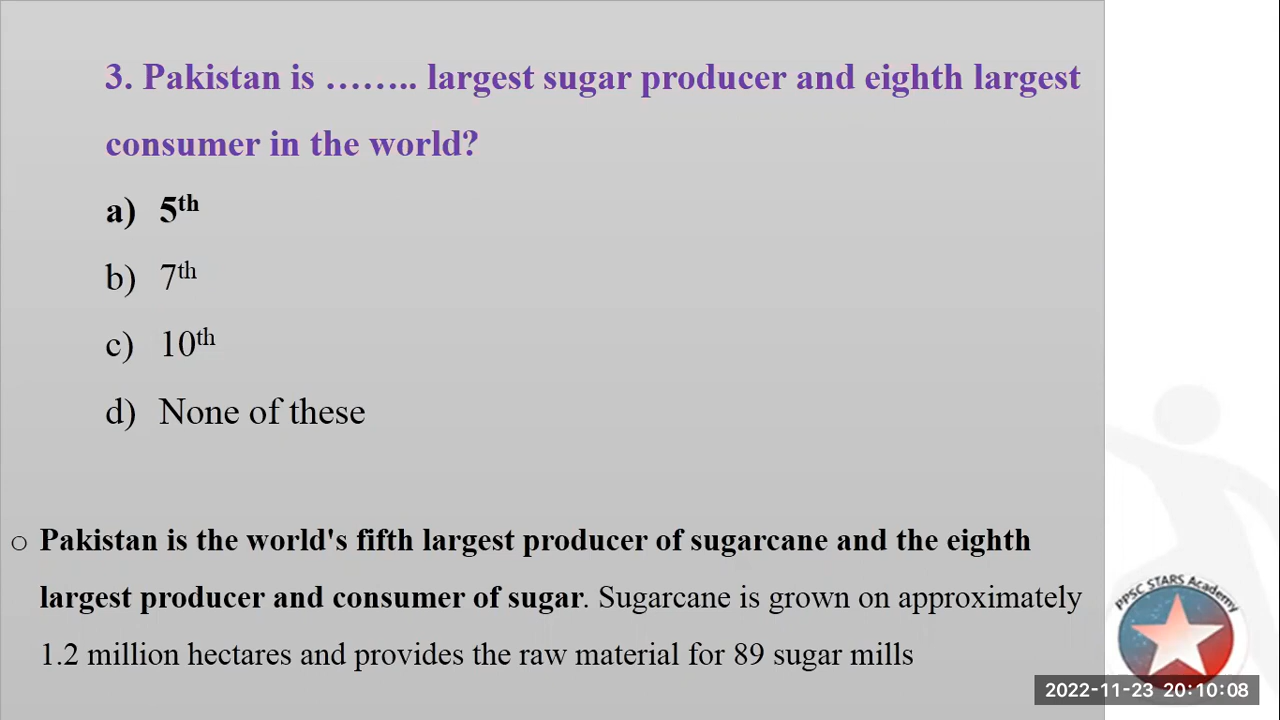 3. Pakistan is …….. largest sugar producer and eighth largest
consumer in the world?
a) 5th
b) 7th
c) 10th
d) None of these
○ Pakistan is the world's fifth largest producer of sugarcane and the eighth
largest producer and consumer of sugar. Sugarcane is grown on approximately
1.2 million hectares and provides the raw material for 89 sugar mills
PPSC STARS Academy
2022-11-23 20:10:08